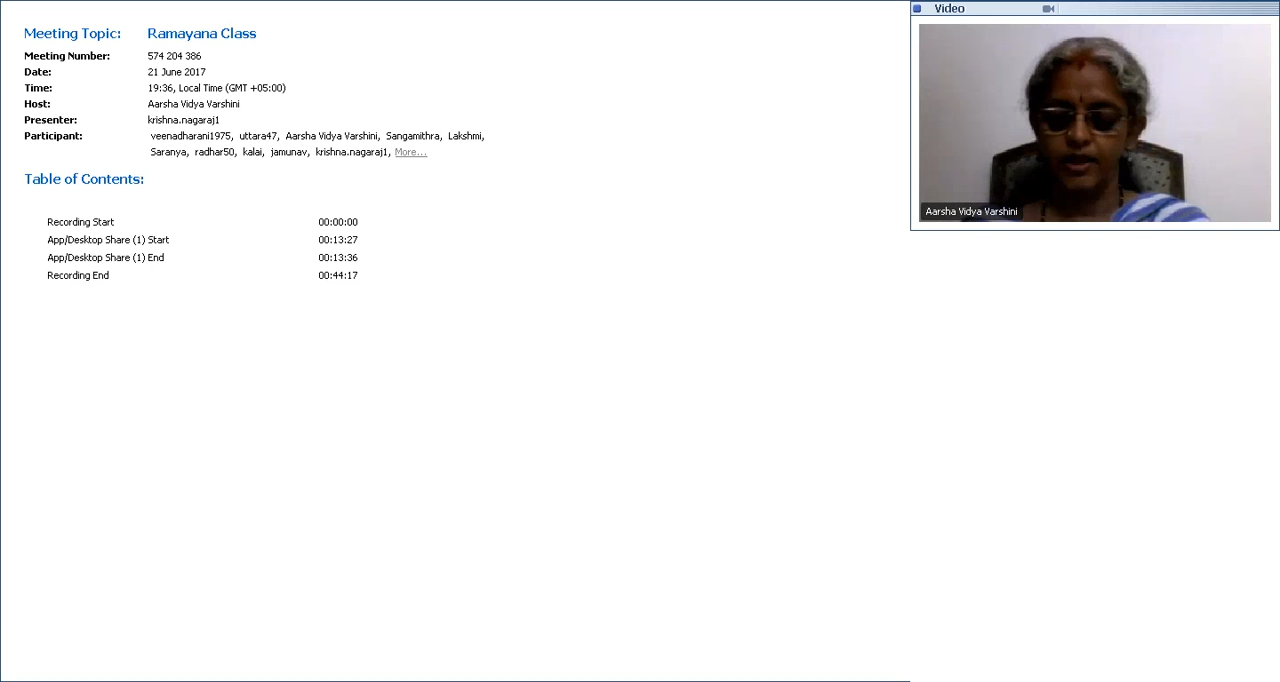 Meeting Topic: Ramayana Class
Meeting Number: 574 204 386
Date: 21 June 2017
Time: 19:36, Local Time (GMT +05:00)
Host: Aarsha Vidya Varshini
Presenter: krishna.nagaraj1
Participant: veenadharani1975, uttara47, Aarsha Vidya Varshini, Sangamithra, Lakshmi,
Saranya, radhar50, kalai, jamunav, krishna.nagaraj1, More...
Table of Contents:
Recording Start 00:00:00
App/Desktop Share (1) Start 00:13:27
App/Desktop Share (1) End 00:13:36
Recording End 00:44:17
Video
Aarsha Vidya Varshini